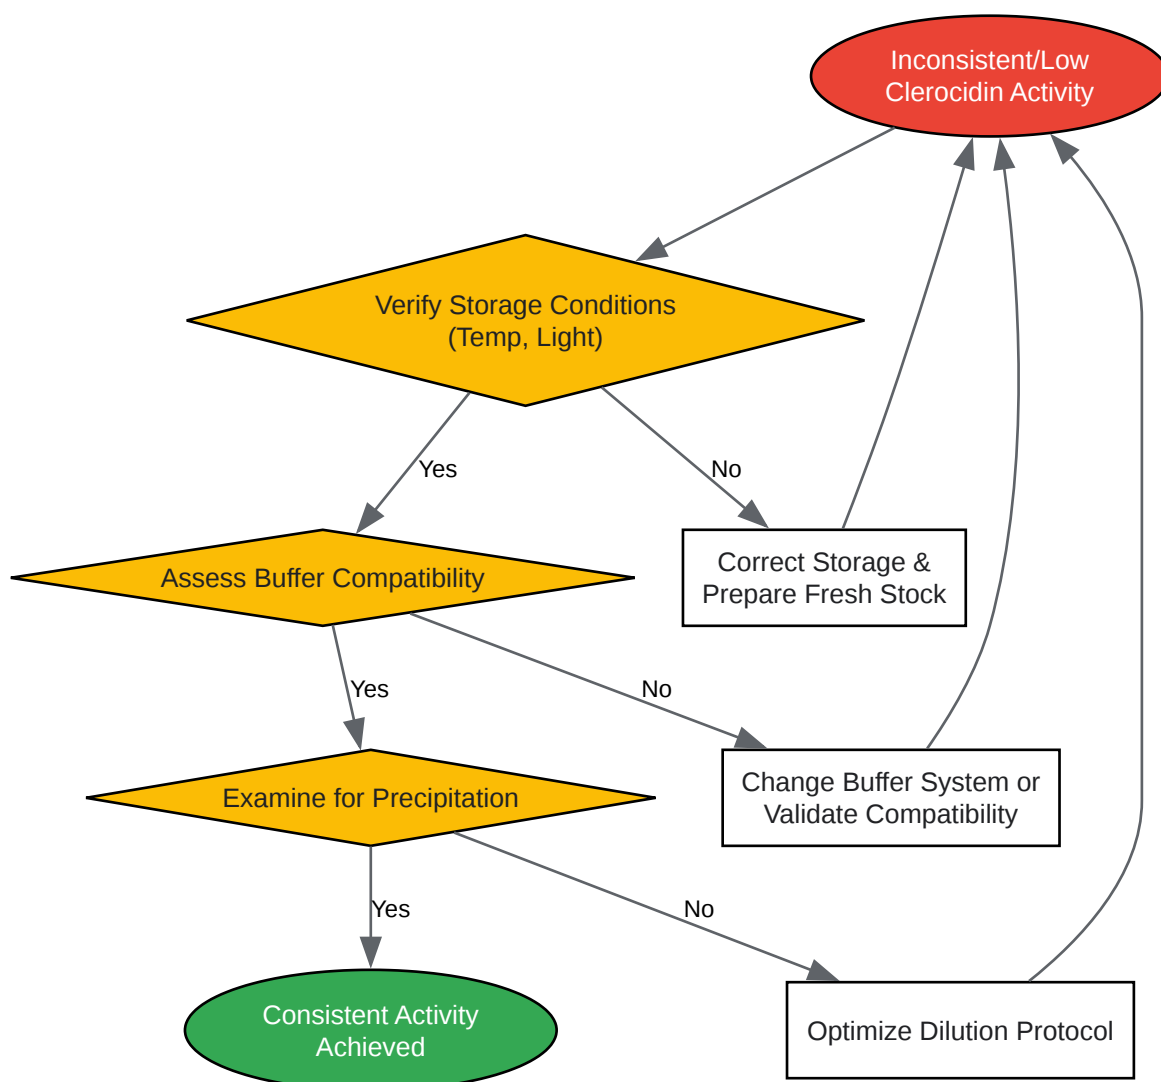 Inconsistent/Low
Clerocidin Activity
Verify Storage Conditions
(Temp, Light)
Yes
No
Correct Storage &
Prepare Fresh Stock
Assess Buffer Compatibility
Yes
No
Change Buffer System or
Validate Compatibility
Examine for Precipitation
Yes
No
Consistent Activity
Achieved
Optimize Dilution Protocol